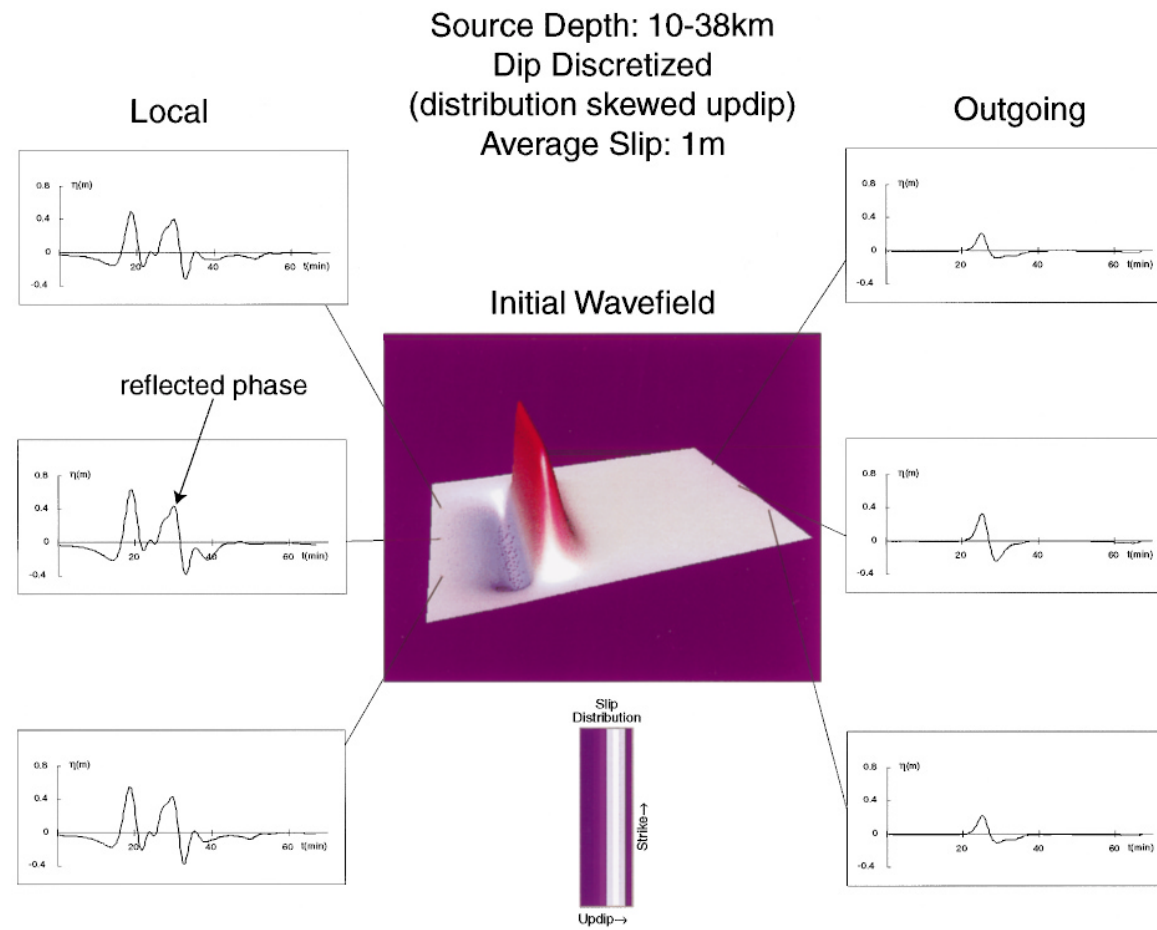 Source Depth: 10-38km
Dip Discretized
(distribution skewed updip)
Average Slip: 1m
Local
Outgoing
0.8
η(m)
0.4
0
-0.4
20
40
60
t(min)
0.8
η(m)
0.4
0
-0.4
20
40
60
t(min)
Initial Wavefield
reflected phase
0.8
η(m)
0.4
0
-0.4
20
40
60
t(min)
0.8
η(m)
0.4
0
-0.4
20
40
60
t(min)
Slip
Distribution
Strike→
Updip→
0.8
η(m)
0.4
0
-0.4
20
40
60
t(min)
0.8
η(m)
0.4
0
-0.4
20
40
60
t(min)